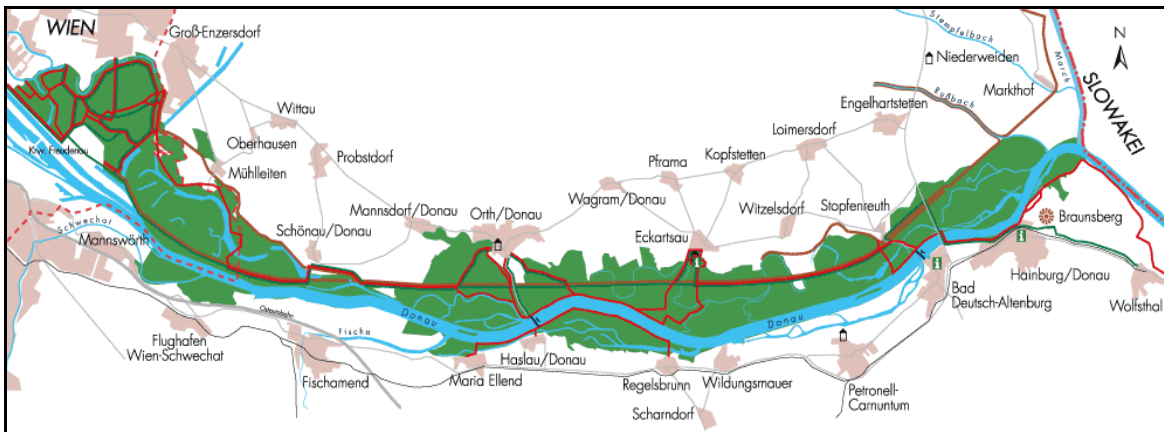 WIEN
Groß-Enzersdorf
Stempfelbach
March
N
Niederweiden
SLOWAKEI
Markthof
Rußbach
Engelhartstetten
Wittau
Oberhausen
Loimersdorf
Krw. Freudenau
Probstdorf
Kopfstetten
Pframa
Mühlleiten
Wagram/Donau
Mannsdorf/Donau
Orth/Donau
Witzelsdorf
Stopfenreuth
Braunsberg
Schwechat
Mannswörth
Schönau/Donau
Eckartsau
i
i
i
Hainburg/Donau
Bad
Deutsch-Altenburg
Wolfsthal
Ostautobahn
Donau
Donau
Fischa
Flughafen
Wien-Schwechat
Haslau/Donau
Fischamend
Maria Ellend
Regelsbrunn
Wildungsmauer
Petronell-
Carnuntum
Scharndorf